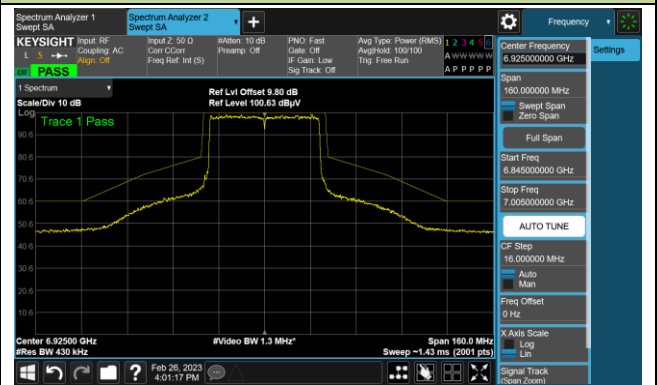 Spectrum Analyzer 1
Swept SA
Spectrum Analyzer 2
Swept SA
Frequency
KEYSIGHT
Input: RF
Coupling: AC
Align: Off
Input Z: 50 Ω
Corr CCorr
Freq Ref: Int (S)
#Atten: 10 dB
Preamp: Off
PNO: Fast
Gate: Off
IF Gain: Low
Sig Track: Off
Avg Type: Power (RMS)
Avg|Hold: 100/100
Trig: Free Run
1 2 3 4 5 6
A W W W W W
A P P P P P
L S
PASS
1 Spectrum
Scale/Div 10 dB
Ref Lvl Offset 9.80 dB
Ref Level 100.63 dBµV
Log
Trace 1 Pass
90.6
80.6
70.6
60.6
50.6
40.6
30.6
20.6
10.6
Center 6.92500 GHz
#Res BW 430 kHz
#Video BW 1.3 MHz*
Span 160.0 MHz
Sweep ~1.43 ms (2001 pts)
Feb 26, 2023
4:01:17 PM
Center Frequency
6.925000000 GHz
Settings
Span
160.000000 MHz
Swept Span
Zero Span
Full Span
Start Freq
6.845000000 GHz
Stop Freq
7.005000000 GHz
AUTO TUNE
CF Step
16.000000 MHz
Auto
Man
Freq Offset
0 Hz
X Axis Scale
Log
Lin
Signal Track
(Span Zoom)